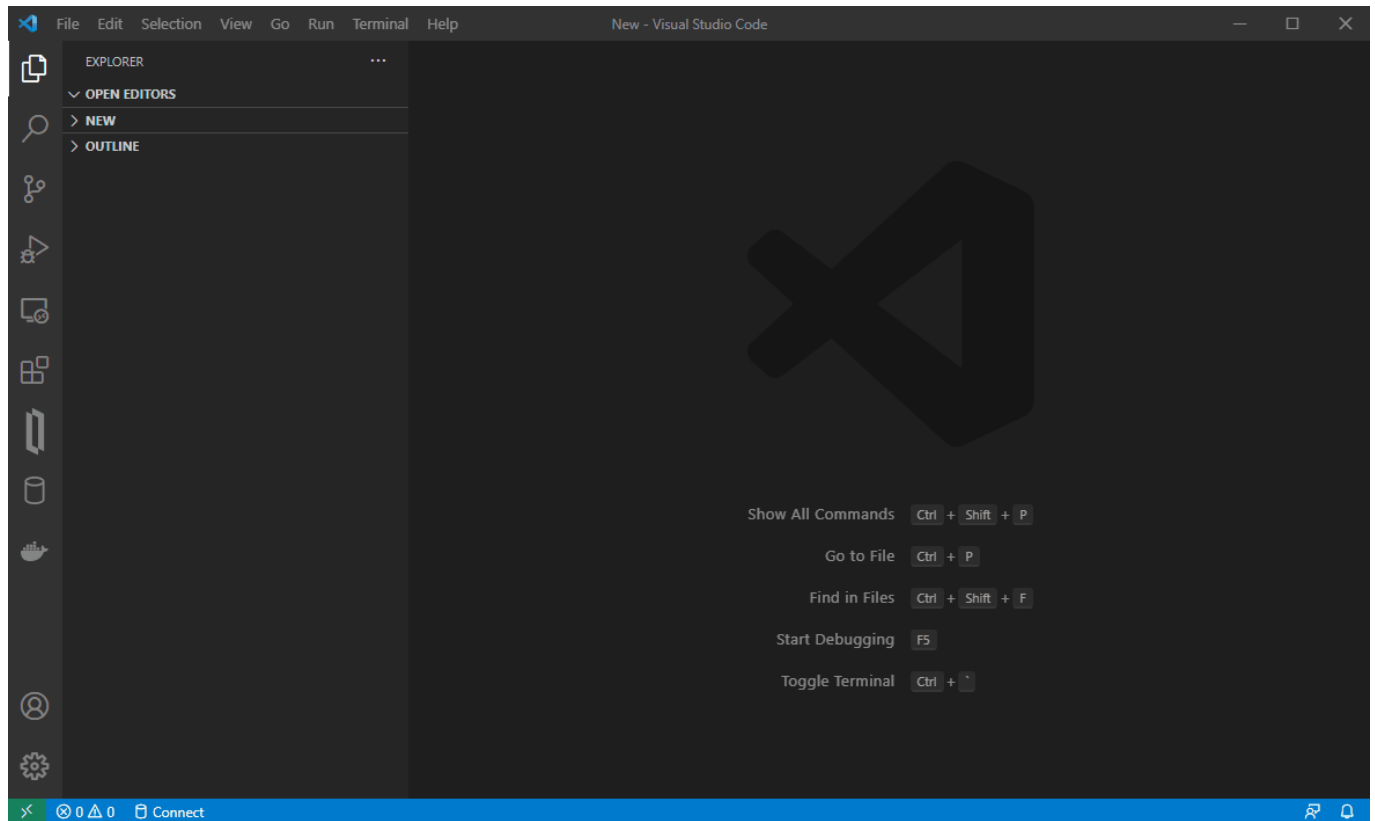 File Edit Selection View Go Run Terminal Help New - Visual Studio Code
EXPLORER
OPEN EDITORS
NEW
OUTLINE
Show All Commands Ctrl + Shift + P
Go to File Ctrl + P
Find in Files Ctrl + Shift + F
Start Debugging F5
Toggle Terminal Ctrl + `
0 0 Connect